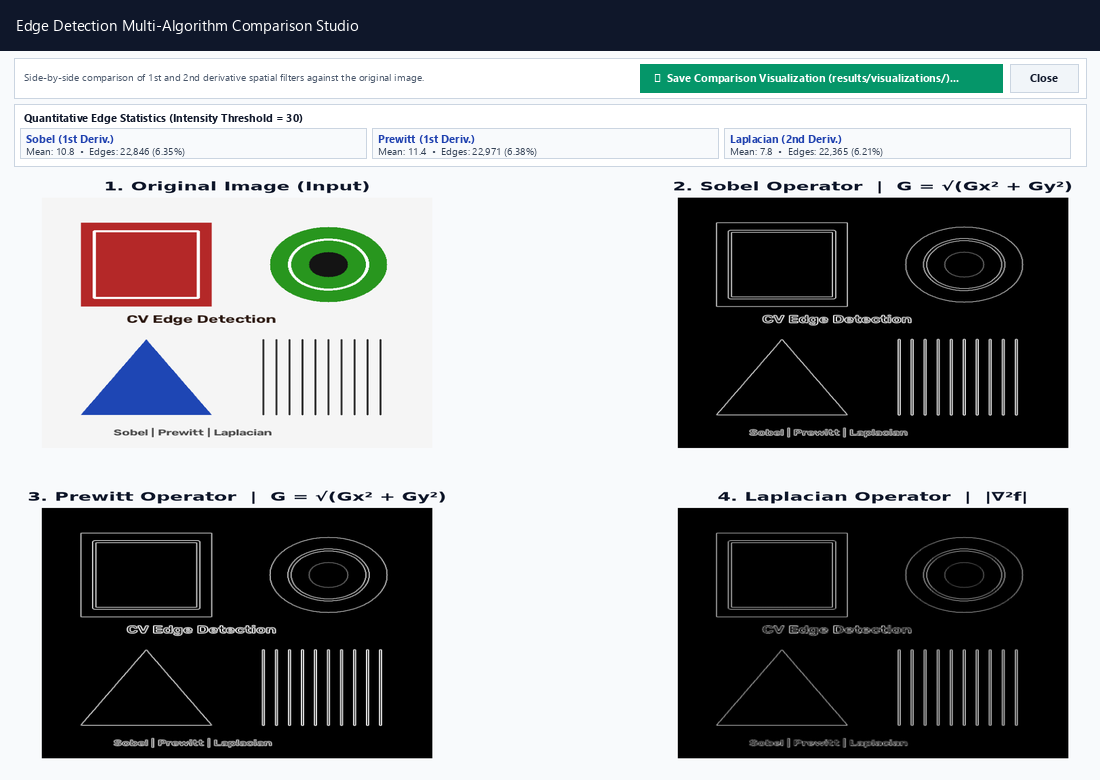 Edge Detection Multi-Algorithm Comparison Studio
Side-by-side comparison of 1st and 2nd derivative spatial filters against the original image.
Save Comparison Visualization (results/visualizations/)...
Close
Quantitative Edge Statistics (Intensity Threshold = 30)
Sobel (1st Deriv.)
Mean: 10.8 • Edges: 22,846 (6.35%)
Prewitt (1st Deriv.)
Mean: 11.4 • Edges: 22,971 (6.38%)
Laplacian (2nd Deriv.)
Mean: 7.8 • Edges: 22,365 (6.21%)
1. Original Image (Input)
CV Edge Detection
Sobel | Prewitt | Laplacian
2. Sobel Operator | G = √(Gx² + Gy²)
CV Edge Detection
Sobel | Prewitt | Laplacian
3. Prewitt Operator | G = √(Gx² + Gy²)
CV Edge Detection
Sobel | Prewitt | Laplacian
4. Laplacian Operator | |∇²f|
CV Edge Detection
Sobel | Prewitt | Laplacian